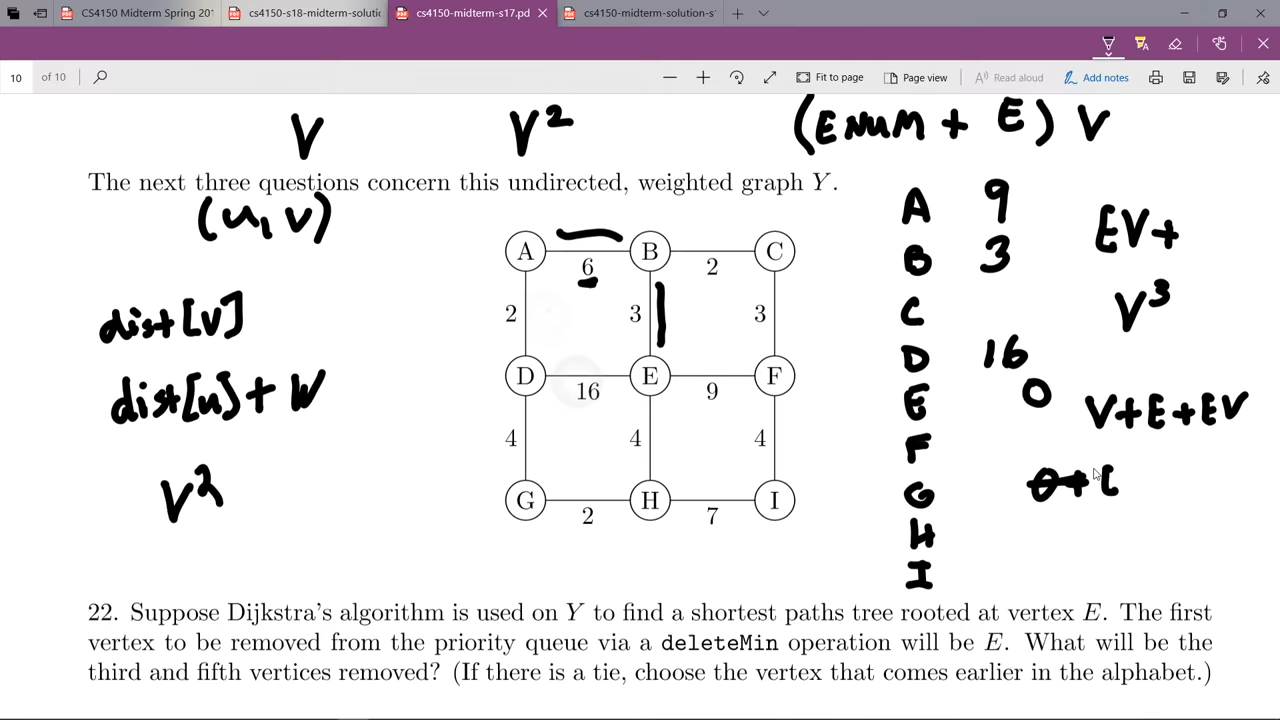 CS4150 Midterm Spring 201
cs4150-s18-midterm-solutic
cs4150-midterm-s17.pd
cs4150-midterm-solution-s1
10 of 10
Fit to page
Page view
Read aloud
Add notes
V V² (ENUM + E) V
The next three questions concern this undirected, weighted graph Y.
(u, v)
A 9
EV+
A B C
6 2
B 3
2 3 3
C
V³
dist[v]
D 16
D E F
16 9
E 0
dist[u] + W
V+E+EV
F
4 4 4
V²
G 0+[
G H I
2 7
H
I
22. Suppose Dijkstra's algorithm is used on Y to find a shortest paths tree rooted at vertex E. The first
vertex to be removed from the priority queue via a deleteMin operation will be E. What will be the
third and fifth vertices removed? (If there is a tie, choose the vertex that comes earlier in the alphabet.)